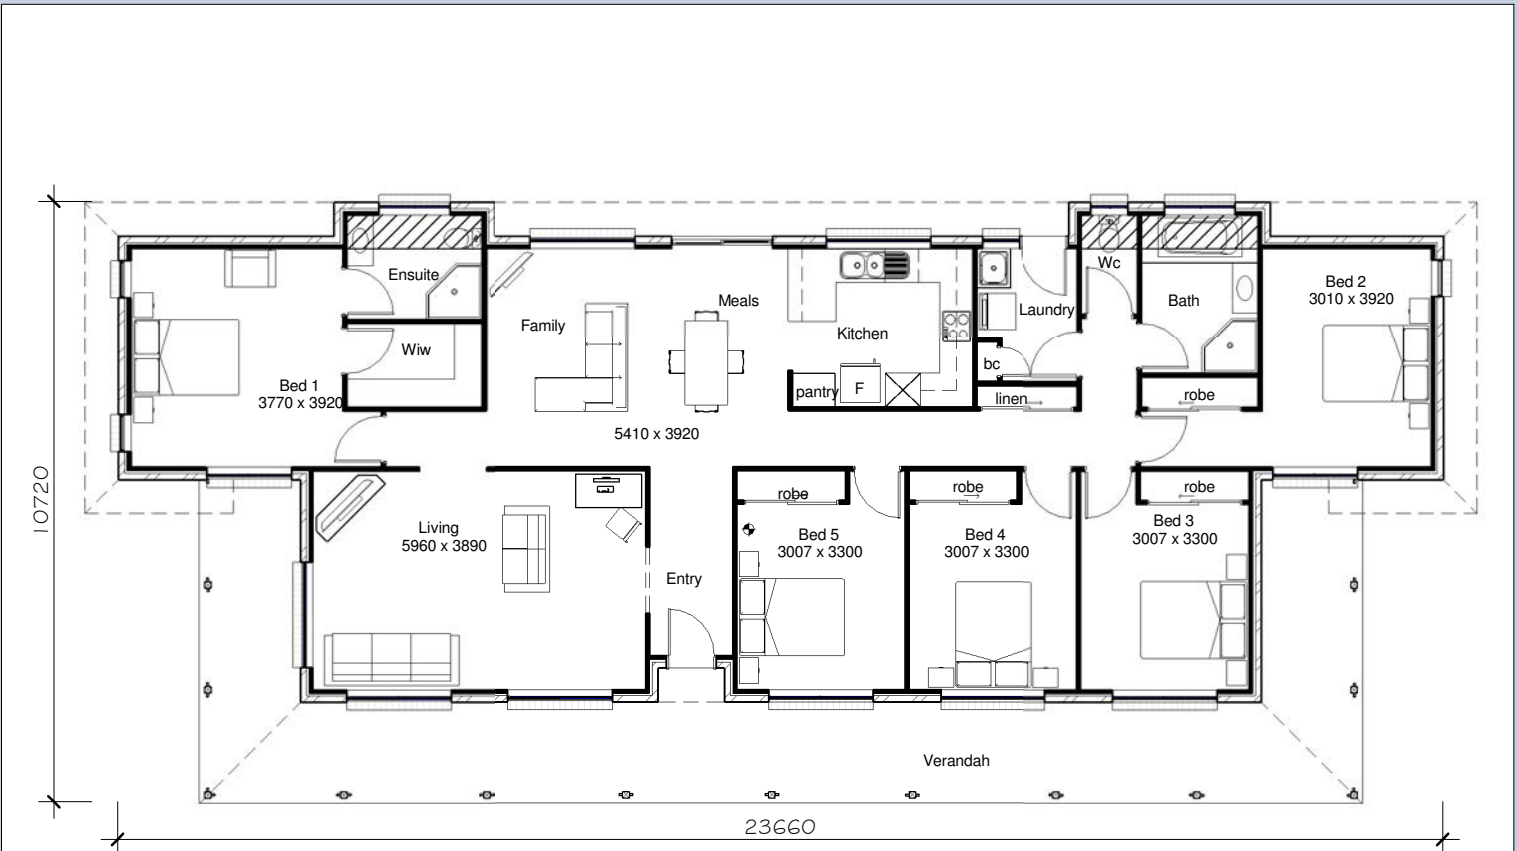 Ensuite
Wiw
Bed 1
3770 x 3920
Family
Meals
Kitchen
pantry
F
5410 x 3920
Laundry
bc
linen
Wc
Bath
robe
Bed 2
3010 x 3920
Living
5960 x 3890
Entry
robe
Bed 5
3007 x 3300
robe
Bed 4
3007 x 3300
robe
Bed 3
3007 x 3300
Verandah
10720
23660